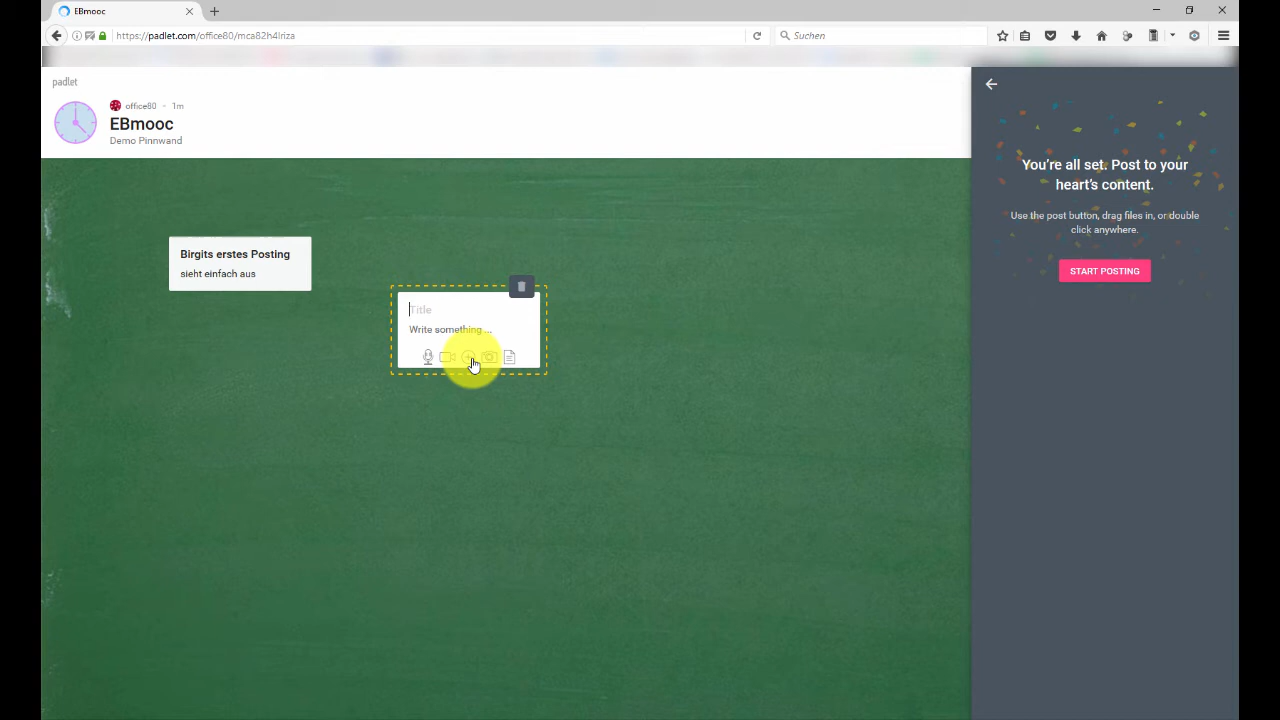 EBmooc
https://padlet.com/office80/mca82h4lriza
Suchen
padlet
office80 • 1m
EBmooc
Demo Pinnwand
Birgits erstes Posting
sieht einfach aus
Title
Write something ...
You're all set. Post to your
heart's content.
Use the post button, drag files in, or double
click anywhere.
START POSTING